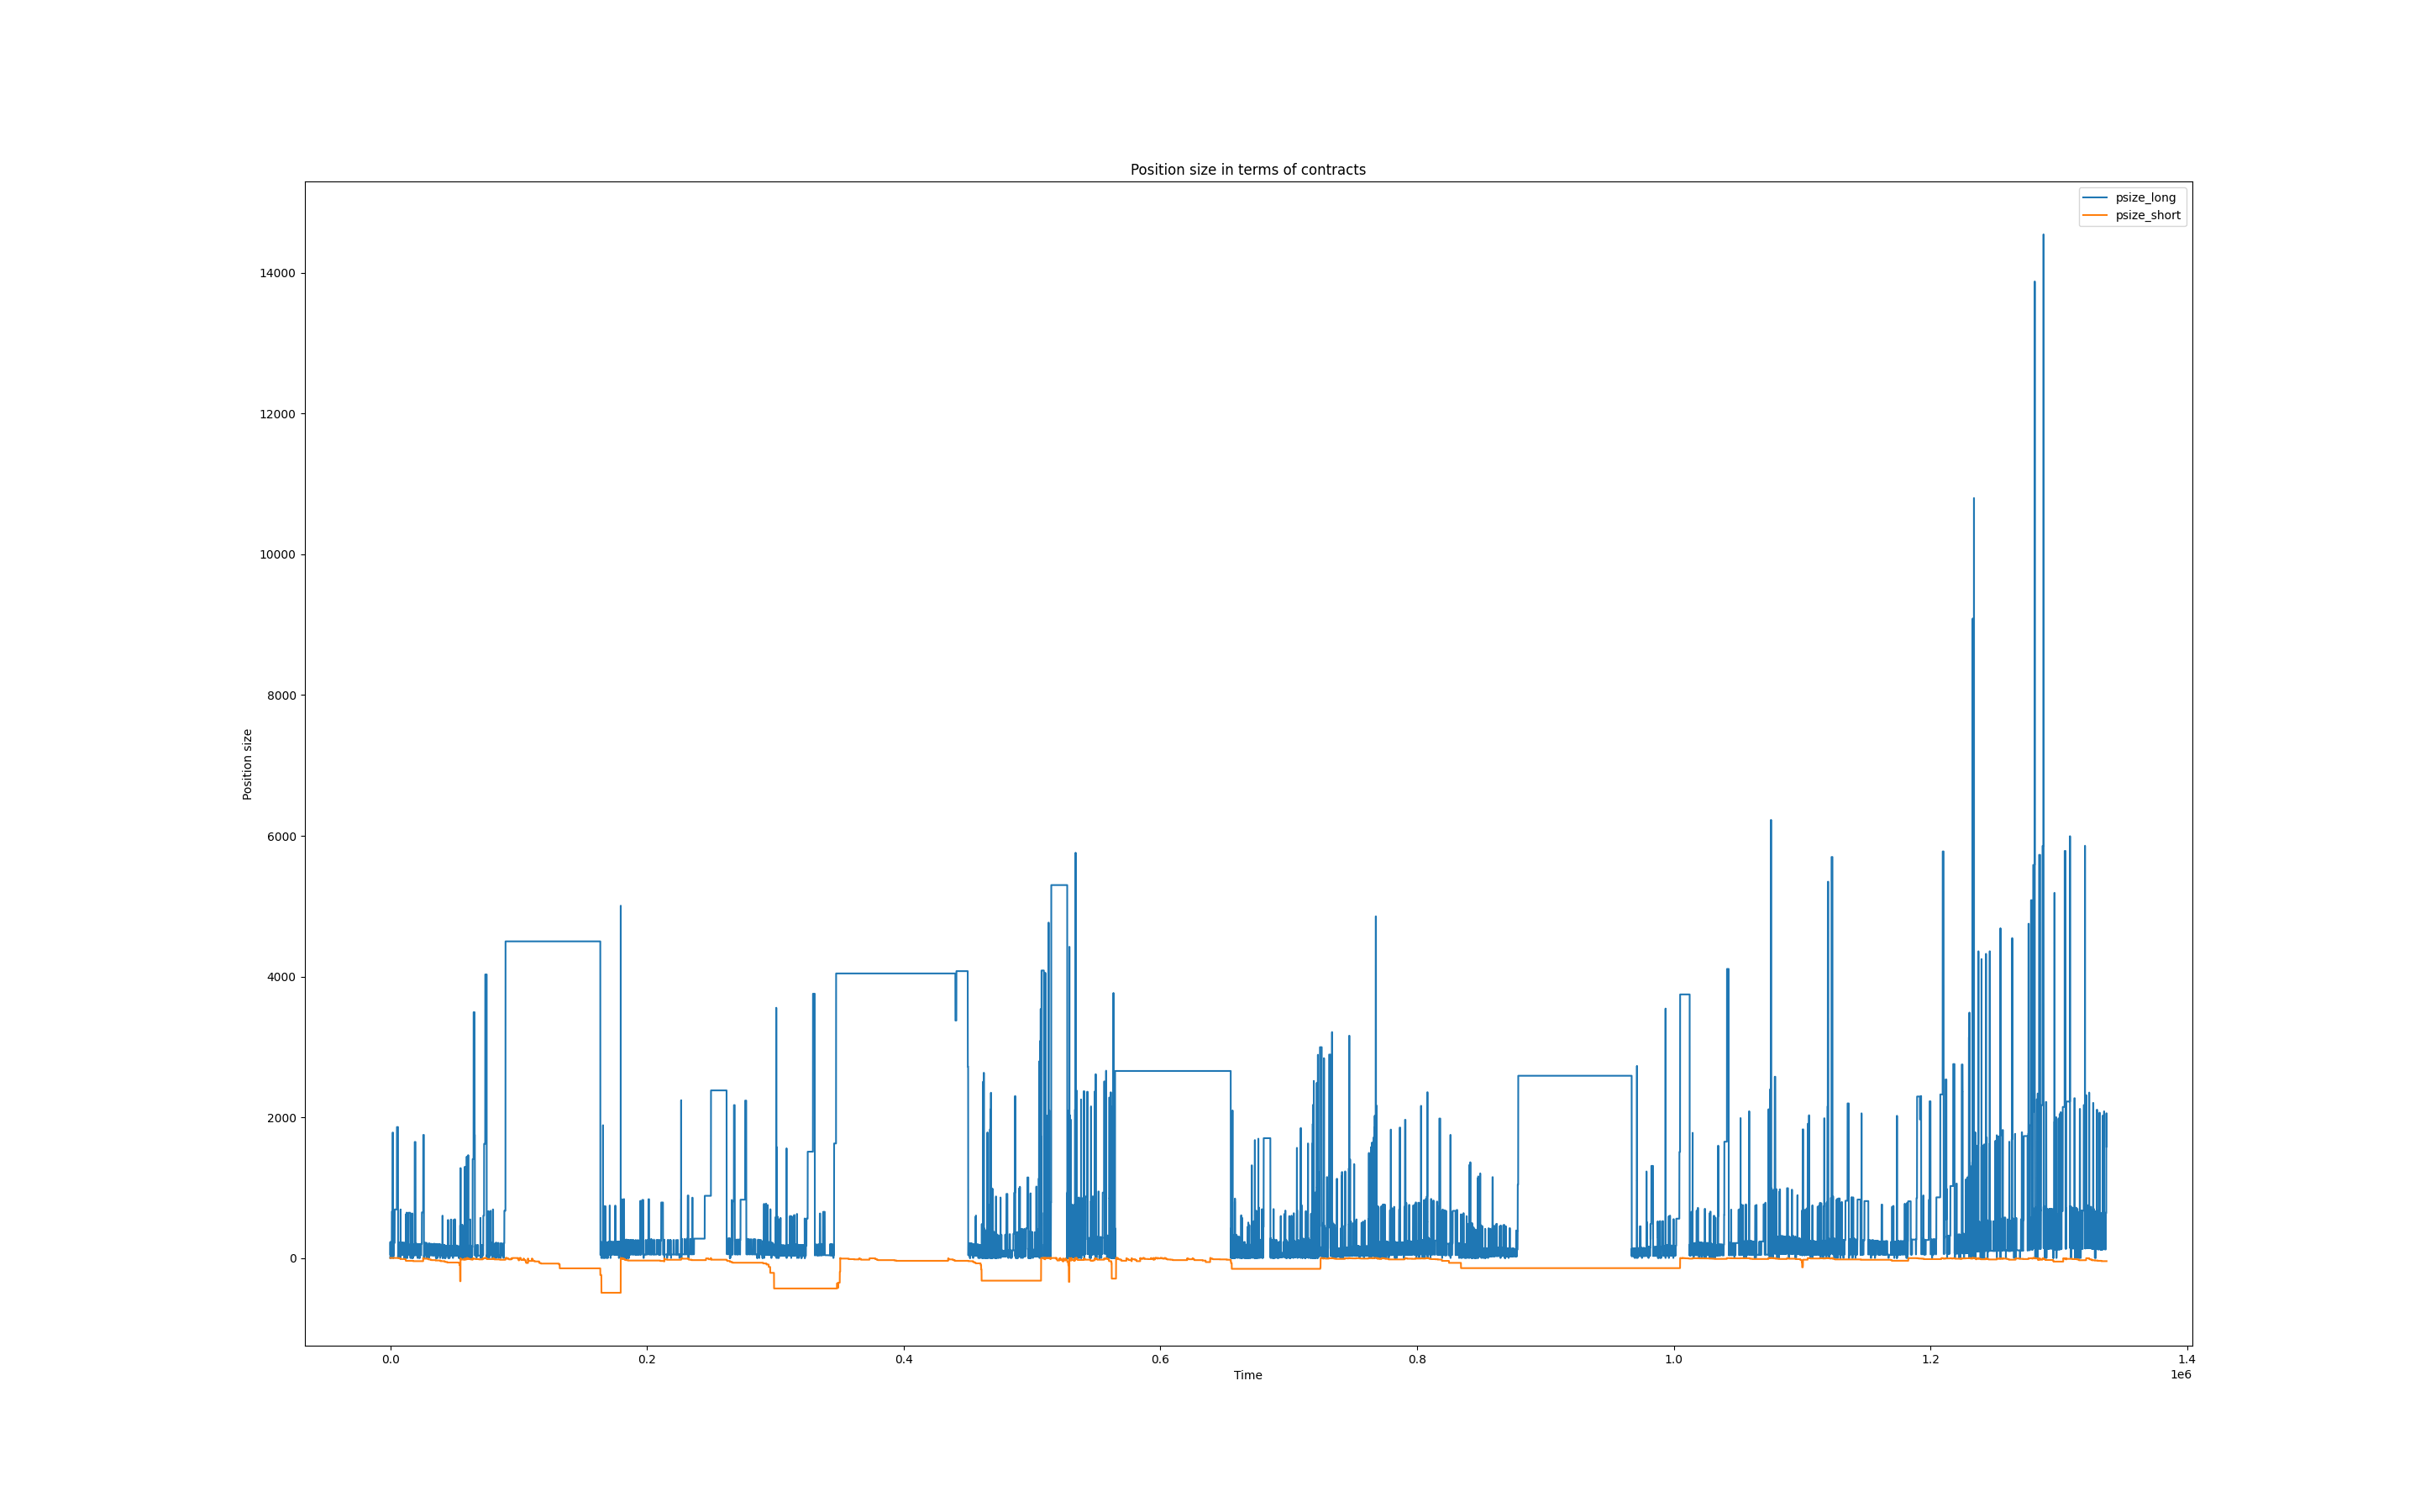 Position size in terms of contracts
psize_long
psize_short
14000
12000
10000
8000
6000
4000
2000
0
Position size
0.0 0.2 0.4 0.6 0.8 1.0 1.2 1.4
Time
1e6